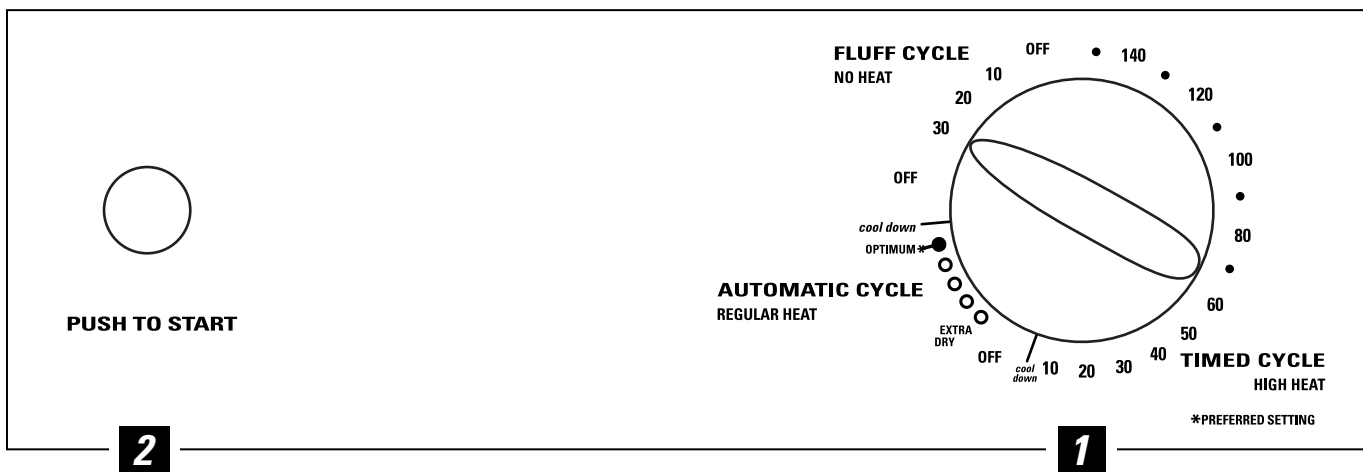 FLUFF CYCLE
NO HEAT
OFF
10
20
30
OFF
cool down
OPTIMUM*
AUTOMATIC CYCLE
REGULAR HEAT
EXTRA
DRY
OFF
cool
down
10
20
30
40
50
60
80
100
120
140
TIMED CYCLE
HIGH HEAT
*PREFERRED SETTING
PUSH TO START
2
1